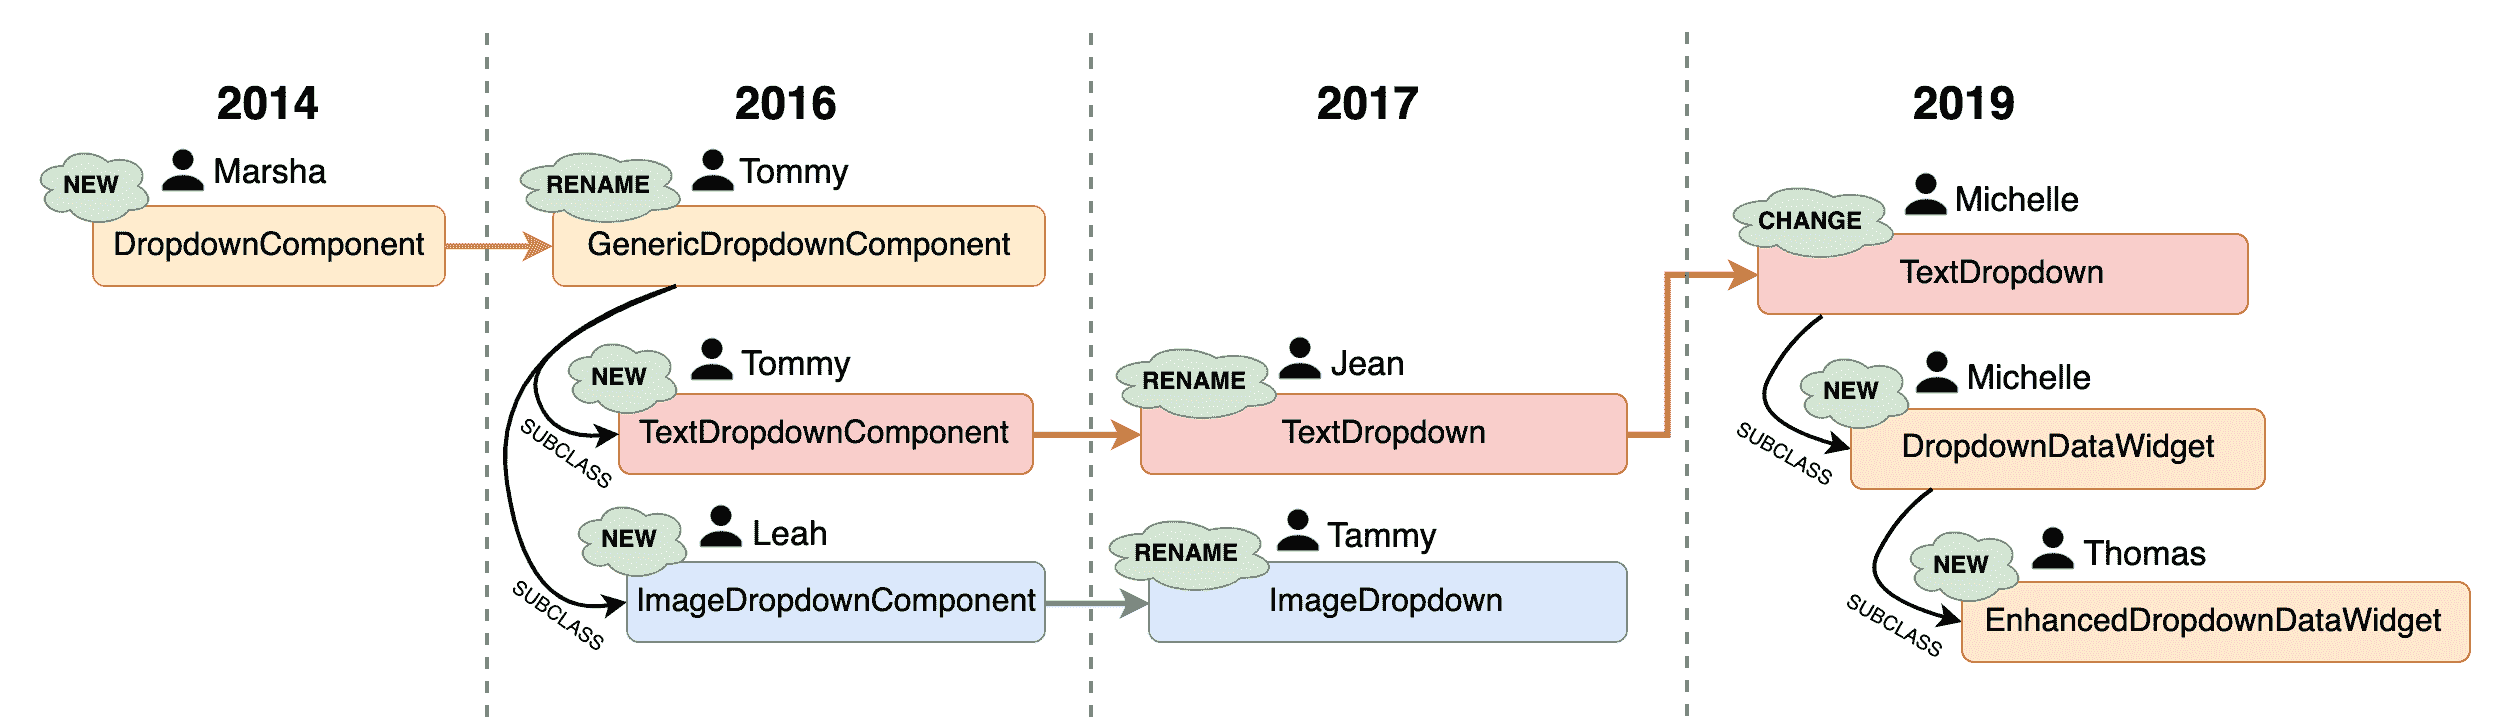 2014
NEW
Marsha
DropdownComponent
2016
RENAME
Tommy
GenericDropdownComponent
NEW
Tommy
SUBCLASS
TextDropdownComponent
NEW
Leah
SUBCLASS
ImageDropdownComponent
2017
RENAME
Jean
TextDropdown
RENAME
Tammy
ImageDropdown
2019
CHANGE
Michelle
TextDropdown
NEW
Michelle
SUBCLASS
DropdownDataWidget
NEW
Thomas
SUBCLASS
EnhancedDropdownDataWidget